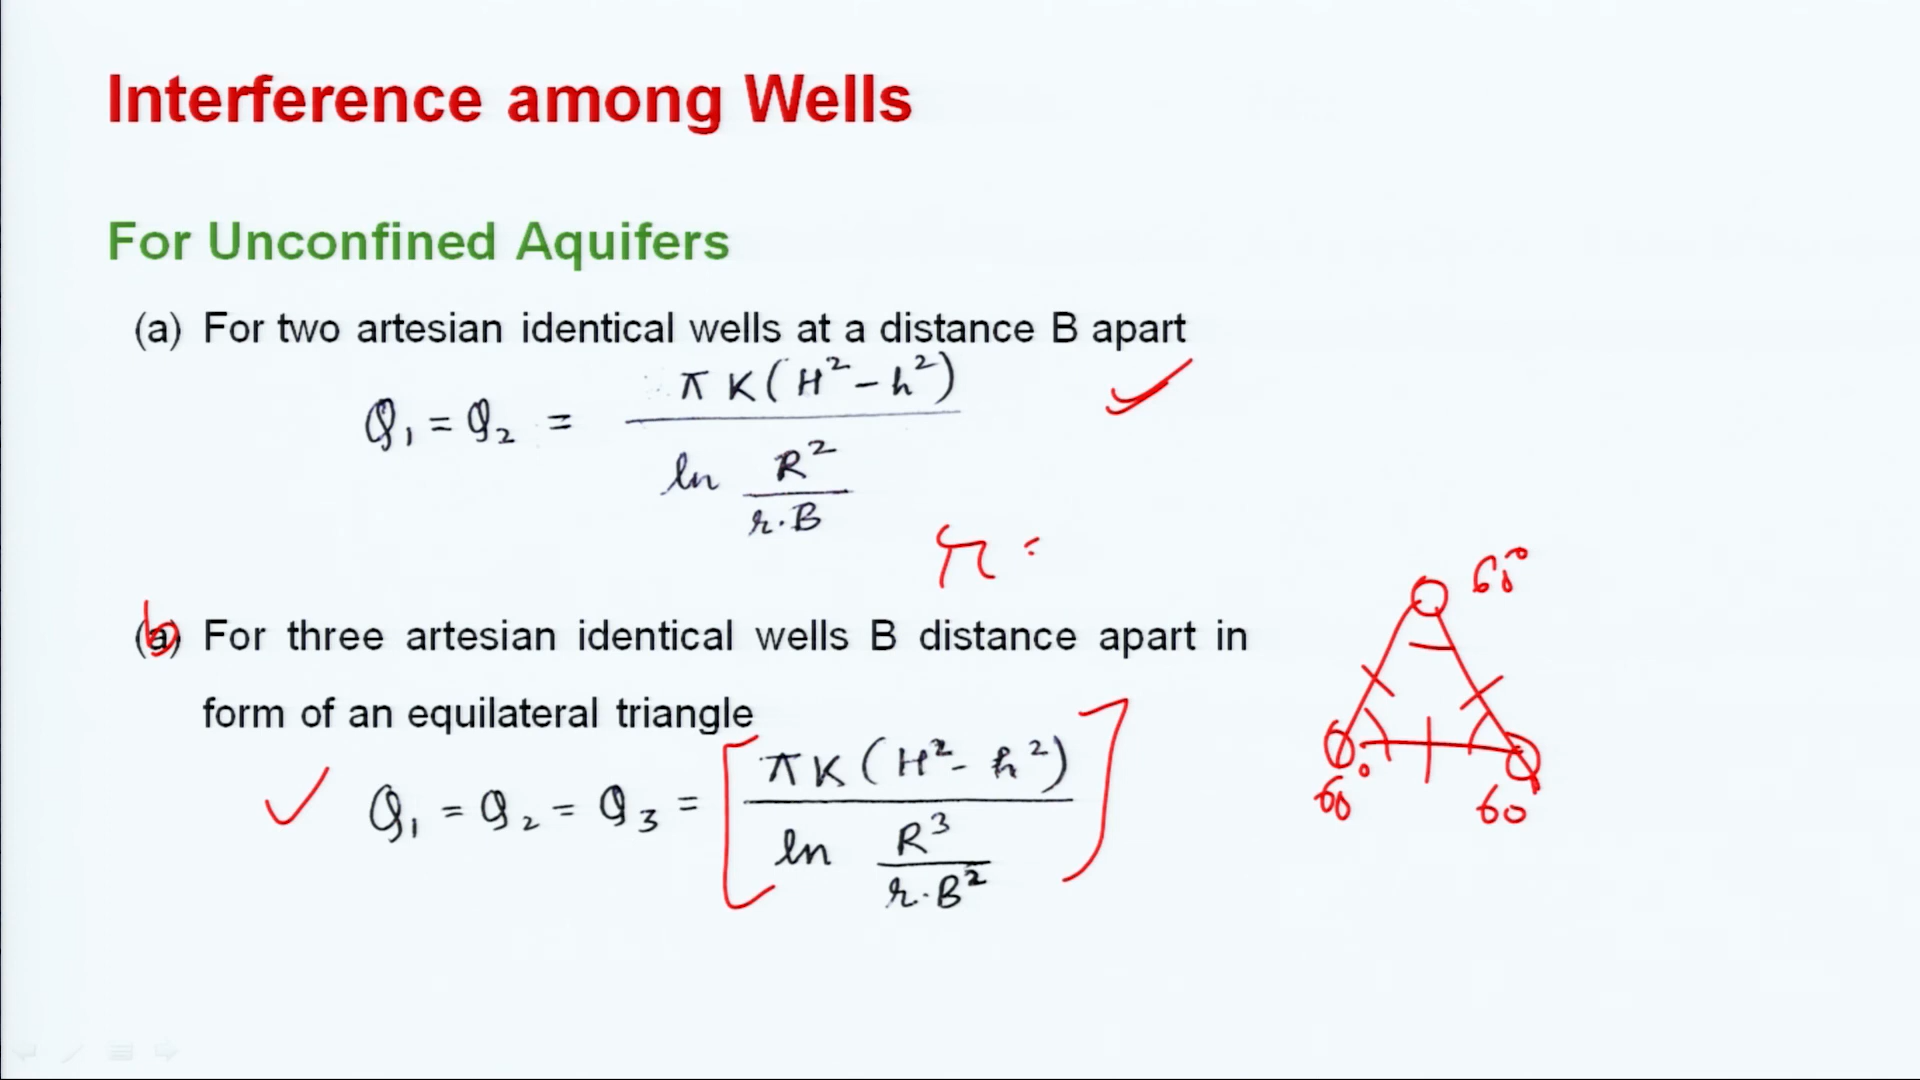 Interference among Wells
For Unconfined Aquifers
(a) For two artesian identical wells at a distance B apart
Q₁ = Q₂ = π K (H² - h²) / ln R² / r.B
r =
60°
(b) For three artesian identical wells B distance apart in
form of an equilateral triangle
Q₁ = Q₂ = Q₃ = [π K (H² - h²) / ln R³ / r.B²]
60° 60